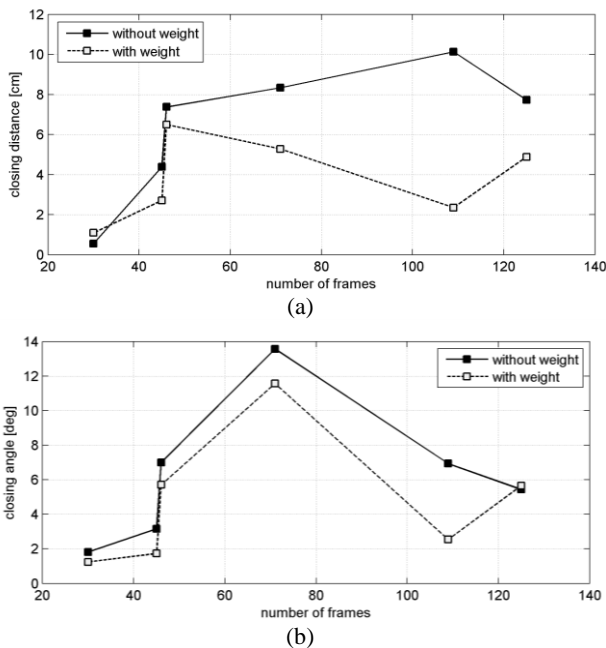 12
10
8
6
4
2
0
closing distance [cm]
without weight
with weight
20 40 60 80 100 120 140
number of frames
(a)
14
12
10
8
6
4
2
0
closing angle [deg]
without weight
with weight
20 40 60 80 100 120 140
number of frames
(b)